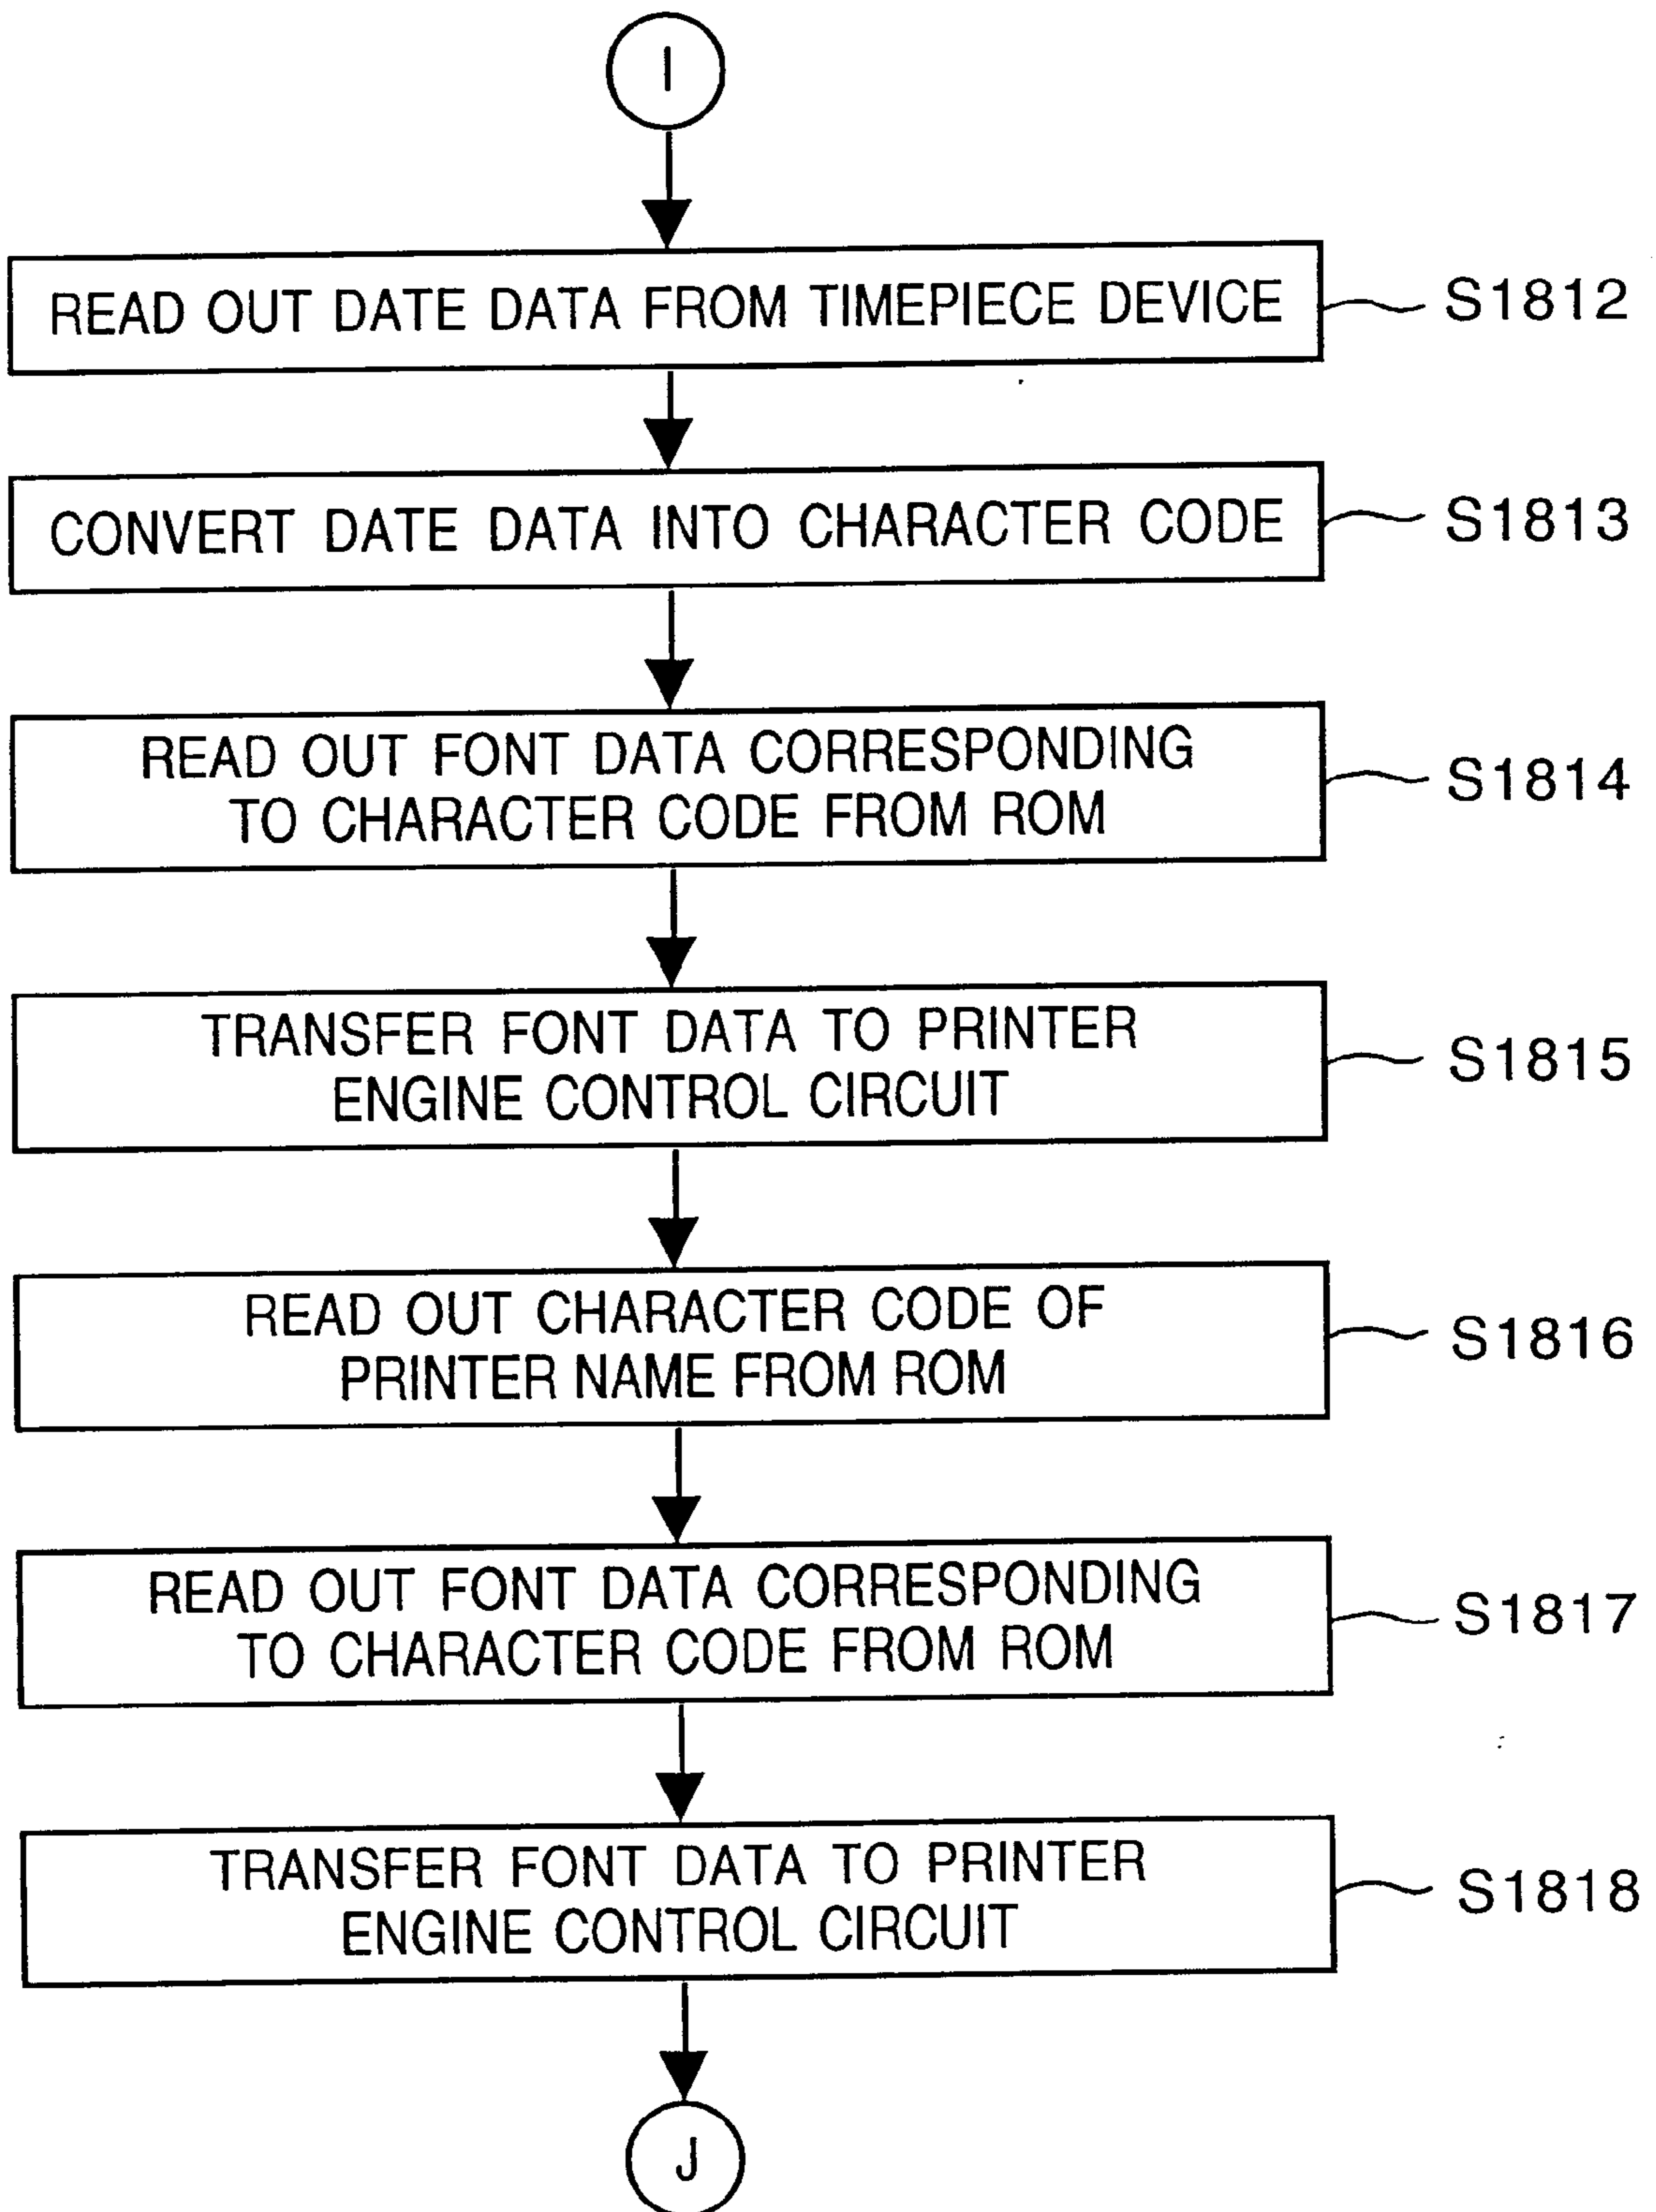 I
READ OUT DATE DATA FROM TIMEPIECE DEVICE
S1812
CONVERT DATE DATA INTO CHARACTER CODE
S1813
READ OUT FONT DATA CORRESPONDING
TO CHARACTER CODE FROM ROM
S1814
TRANSFER FONT DATA TO PRINTER
ENGINE CONTROL CIRCUIT
S1815
READ OUT CHARACTER CODE OF
PRINTER NAME FROM ROM
S1816
READ OUT FONT DATA CORRESPONDING
TO CHARACTER CODE FROM ROM
S1817
TRANSFER FONT DATA TO PRINTER
ENGINE CONTROL CIRCUIT
S1818
J